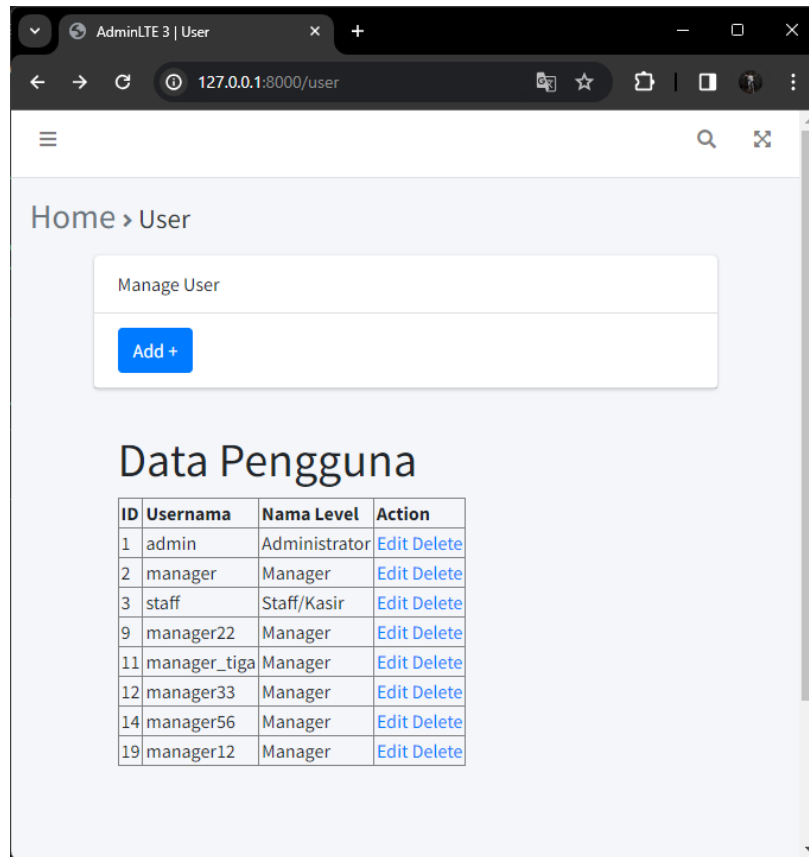 AdminLTE 3 | User
127.0.0.1:8000/user
Home > User
Manage User
Add +
Data Pengguna
ID Usernama Nama Level Action
1 admin Administrator Edit Delete
2 manager Manager Edit Delete
3 staff Staff/Kasir Edit Delete
9 manager22 Manager Edit Delete
11 manager_tiga Manager Edit Delete
12 manager33 Manager Edit Delete
14 manager56 Manager Edit Delete
19 manager12 Manager Edit Delete